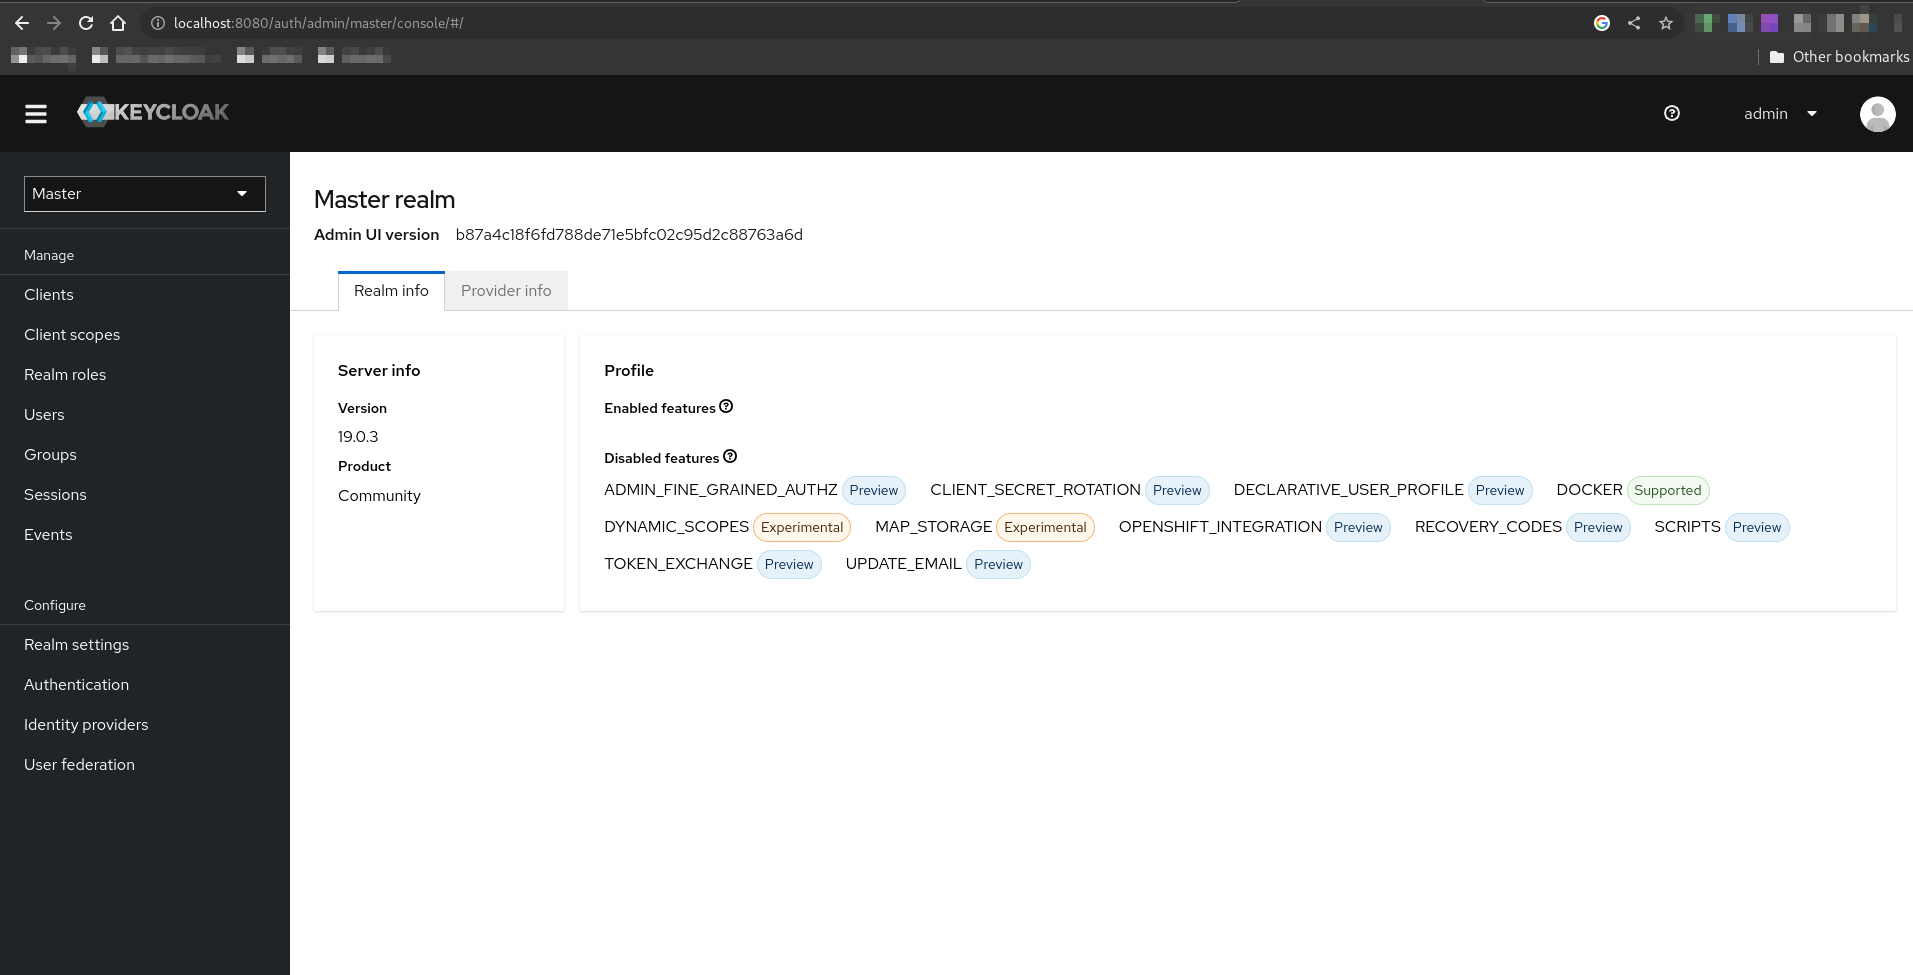 localhost:8080/auth/admin/master/console/#/
Other bookmarks
KEYCLOAK
admin
Master
Manage
Clients
Client scopes
Realm roles
Users
Groups
Sessions
Events
Configure
Realm settings
Authentication
Identity providers
User federation
Master realm
Admin UI version b87a4c18f6fd788de71e5bfc02c95d2c88763a6d
Realm info Provider info
Server info
Version
19.0.3
Product
Community
Profile
Enabled features
Disabled features
ADMIN_FINE_GRAINED_AUTHZ Preview CLIENT_SECRET_ROTATION Preview DECLARATIVE_USER_PROFILE Preview DOCKER Supported
DYNAMIC_SCOPES Experimental MAP_STORAGE Experimental OPENSHIFT_INTEGRATION Preview RECOVERY_CODES Preview SCRIPTS Preview
TOKEN_EXCHANGE Preview UPDATE_EMAIL Preview